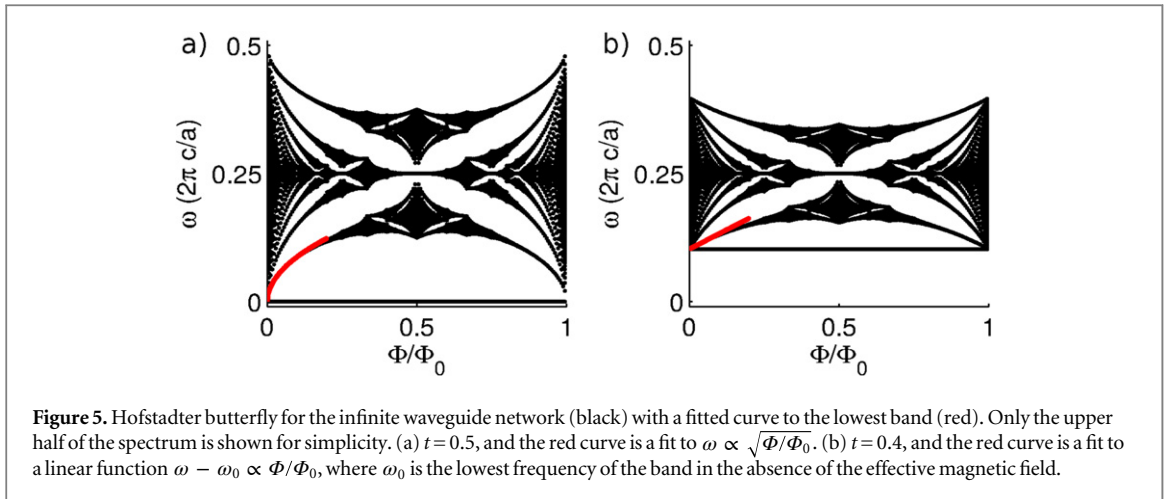 a)
0.5
0.25
0
ω (2π c/a)
0
0.5
1
Φ/Φ0
b)
0.5
0.25
0
ω (2π c/a)
0
0.5
1
Φ/Φ0
Figure 5. Hofstadter butterfly for the infinite waveguide network (black) with a fitted curve to the lowest band (red). Only the upper
half of the spectrum is shown for simplicity. (a) t = 0.5, and the red curve is a fit to ω ∝ √Φ/Φ0. (b) t = 0.4, and the red curve is a fit to
a linear function ω − ω0 ∝ Φ/Φ0, where ω0 is the lowest frequency of the band in the absence of the effective magnetic field.